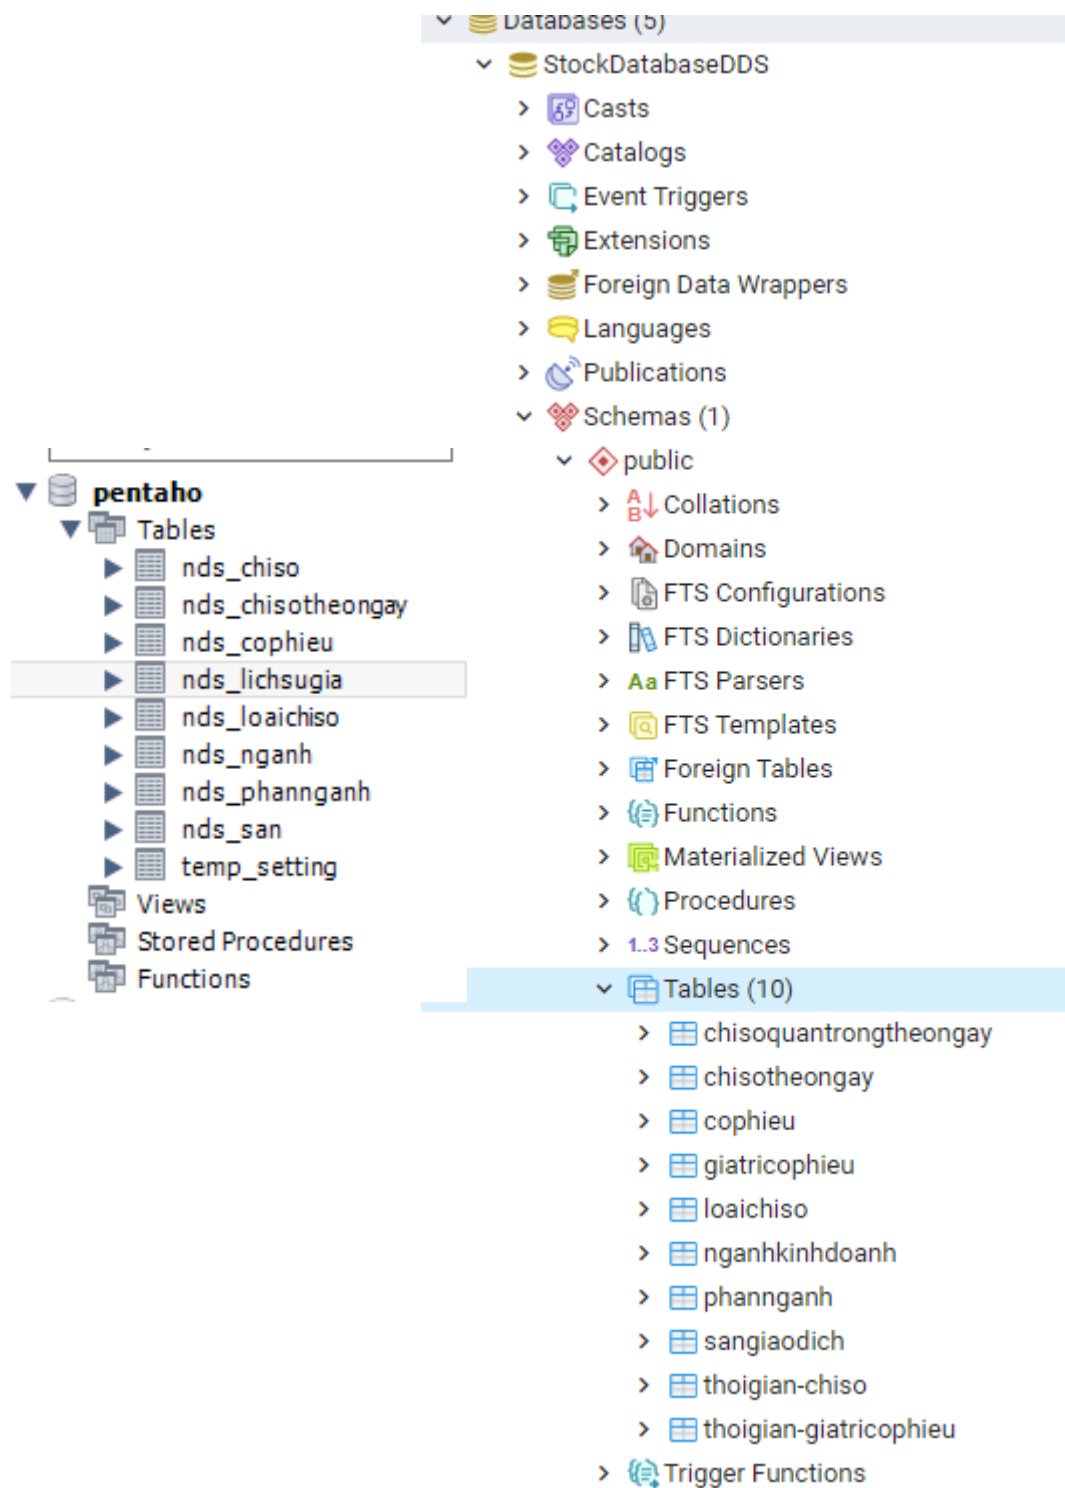 Databases (5)
StockDatabaseDDS
Casts
Catalogs
Event Triggers
Extensions
Foreign Data Wrappers
Languages
Publications
Schemas (1)
public
Collations
Domains
FTS Configurations
FTS Dictionaries
Aa FTS Parsers
FTS Templates
Foreign Tables
Functions
Materialized Views
Procedures
1..3 Sequences
Tables (10)
chisoquantrongtheongay
chisotheongay
cophieu
giatricophieu
loaichiso
nganhkinhdoanh
phannganh
sangiaodich
thoigian-chiso
thoigian-giatricophieu
Trigger Functions
pentaho
Tables
nds_chiso
nds_chisotheongay
nds_cophieu
nds_lichsugia
nds_loaichiso
nds_nganh
nds_phannganh
nds_san
temp_setting
Views
Stored Procedures
Functions